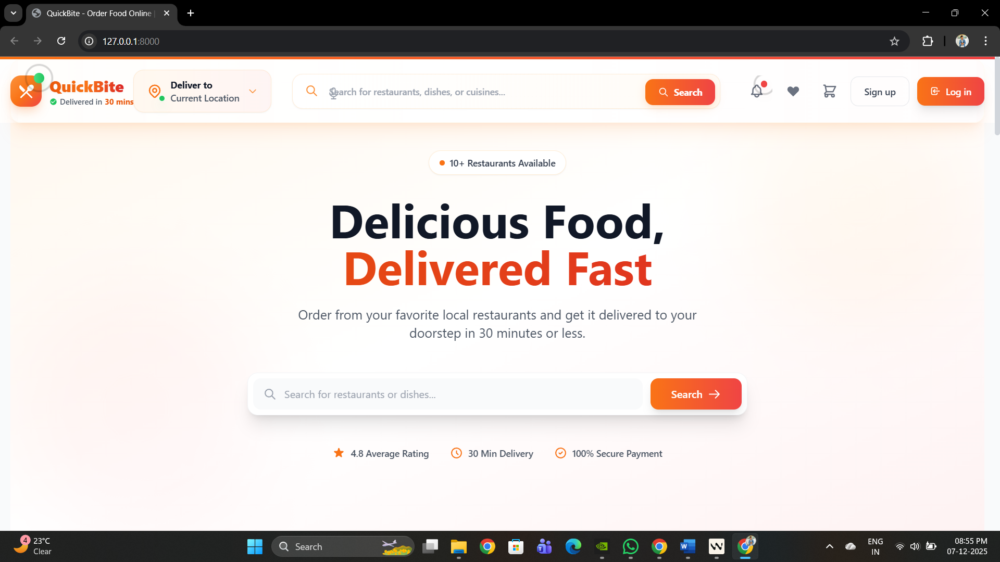 QuickBite - Order Food Online |
127.0.0.1:8000
QuickBite
Delivered in 30 mins
Deliver to
Current Location
Search for restaurants, dishes, or cuisines...
Search
Sign up
Log in
10+ Restaurants Available
Delicious Food,
Delivered Fast
Order from your favorite local restaurants and get it delivered to your
doorstep in 30 minutes or less.
Search for restaurants or dishes...
Search
4.8 Average Rating
30 Min Delivery
100% Secure Payment
4
23°C
Clear
Search
ENG
IN
08:55 PM
07-12-2025